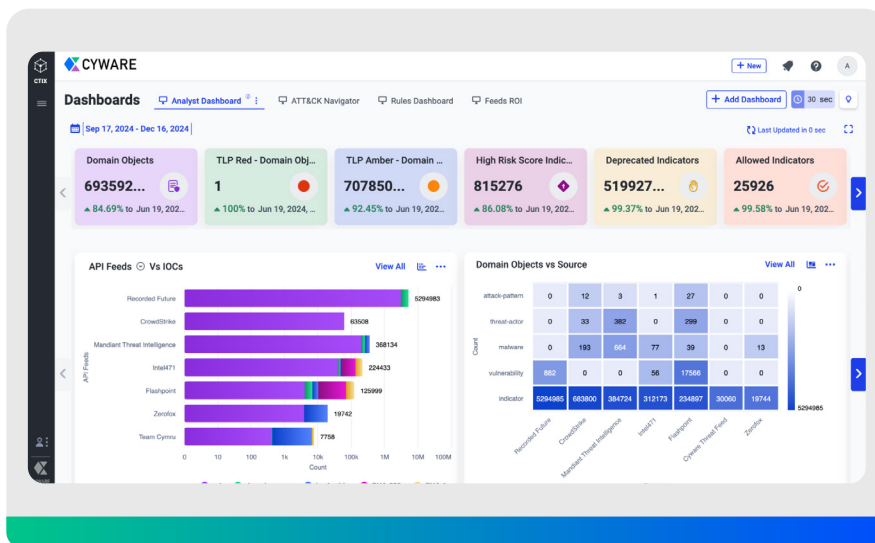 CTIX
CYWARE
+ New
A
Dashboards
Analyst Dashboard
ATT&CK Navigator
Rules Dashboard
Feeds ROI
+ Add Dashboard
30 sec
Sep 17, 2024 - Dec 16, 2024
Last Updated in 0 sec
Domain Objects
693592...
84.69% to Jun 19, 202...
TLP Red - Domain Obj...
1
100% to Jun 19, 2024, ...
TLP Amber - Domain ...
707850...
92.45% to Jun 19, 202...
High Risk Score Indic...
815276
86.08% to Jun 19, 202...
Deprecated Indicators
519927...
99.37% to Jun 19, 202...
Allowed Indicators
25926
99.58% to Jun 19, 202...
API Feeds Vs IOCs
View All
API Feeds
Recorded Future 5294983
CrowdStrike 63508
Mandiant Threat Intelligence 368134
Intel471 224433
Flashpoint 125999
Zerofox 19742
Team Cymru 7758
0 10 100 1k 10k 100k 1M 10M 100M
Count
Domain Objects vs Source
View All
Count
attack-pattern 0 12 3 1 27 0 0
threat-actor 0 33 382 0 299 0 0
malware 0 193 664 77 39 0 13
vulnerability 882 0 0 56 17566 0 0
indicator 5294985 683800 384724 312173 234897 30060 19744
Recorded Future
CrowdStrike
Mandiant Threat Intelligence
Intel471
Flashpoint
Cyware Threat Feed
Zerofox
0
5294985